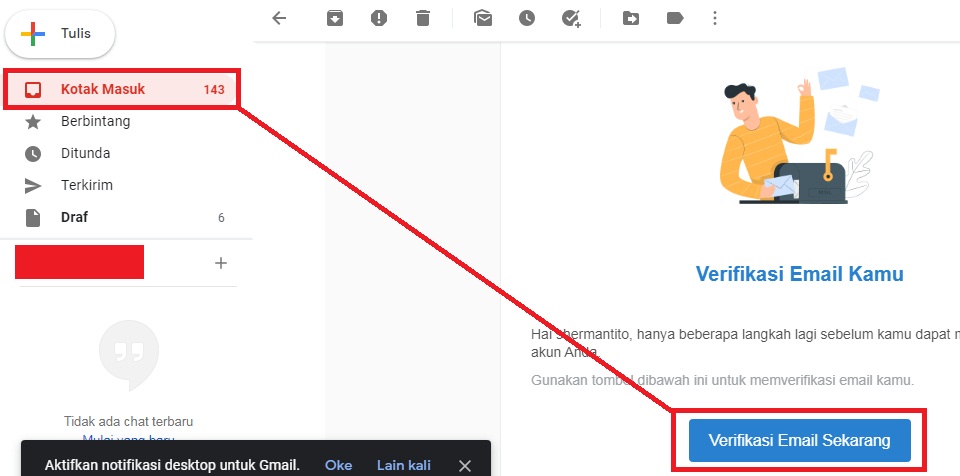 Tulis
Kotak Masuk 143
Berbintang
Ditunda
Terkirim
Draf 6
Tidak ada chat terbaru
Mulai yang baru
Aktifkan notifikasi desktop untuk Gmail. Oke Lain kali
Verifikasi Email Kamu
Hai shermantito, hanya beberapa langkah lagi sebelum kamu dapat
akun Anda.
Gunakan tombol dibawah ini untuk memverifikasi email kamu.
Verifikasi Email Sekarang